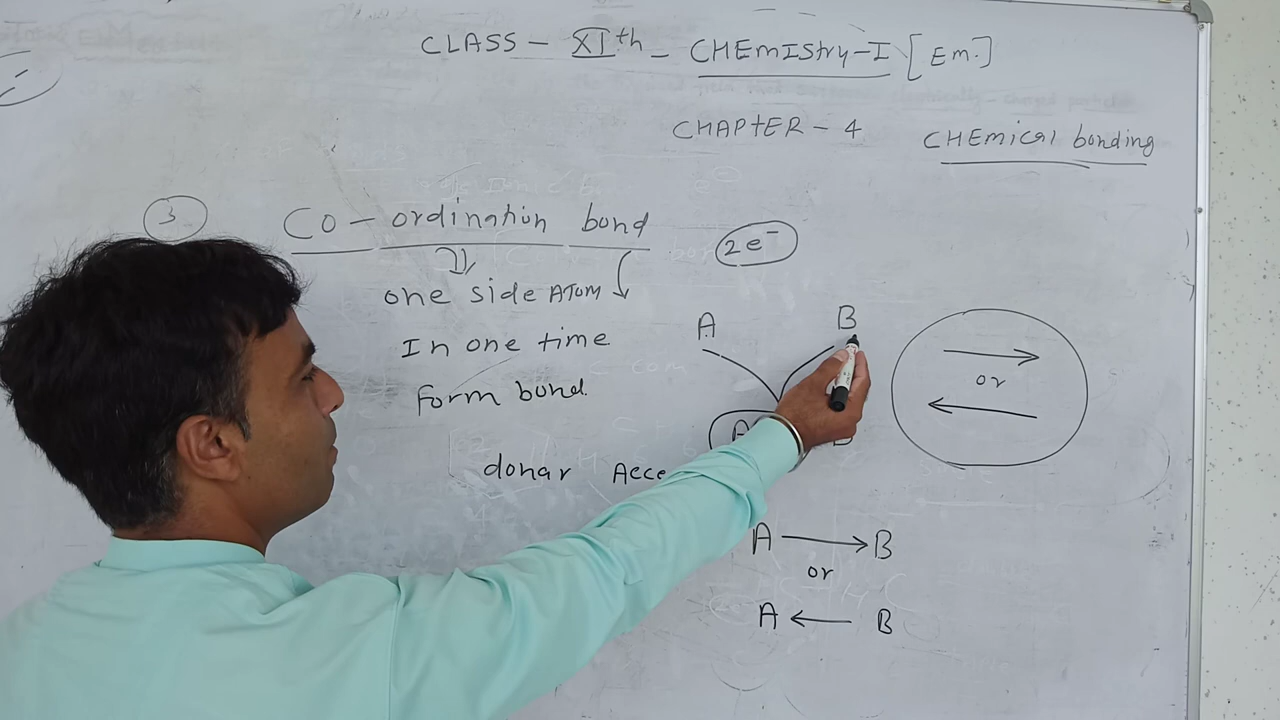 CLASS - XIth - CHEMIstry-I [Em.]
CHAPtER - 4
CHEMical bonding
3
Co-ordination bond
2e-
one side ATOM
In one time
form bond.
donar
A
B
or
A
B
A → B
or
A ← B